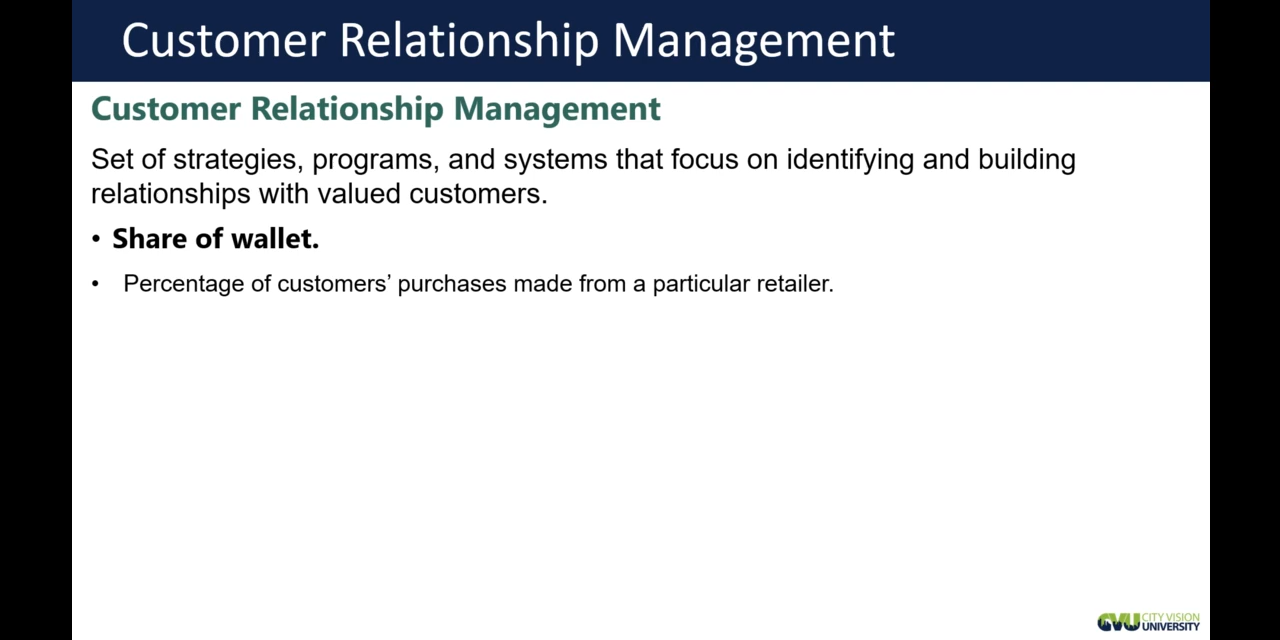 Customer Relationship Management
Customer Relationship Management
Set of strategies, programs, and systems that focus on identifying and building
relationships with valued customers.
• Share of wallet.
• Percentage of customers’ purchases made from a particular retailer.
CVU CITY VISION
UNIVERSITY